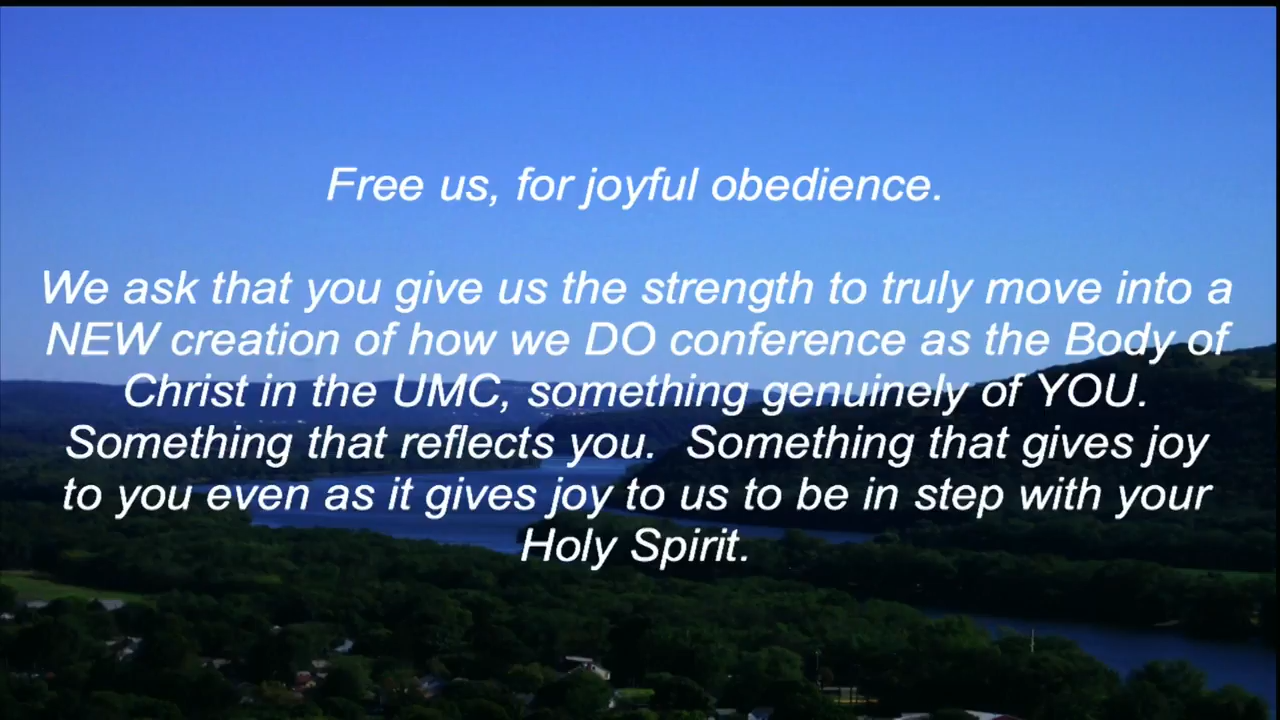 Free us, for joyful obedience.
We ask that you give us the strength to truly move into a
NEW creation of how we DO conference as the Body of
Christ in the UMC, something genuinely of YOU.
Something that reflects you.  Something that gives joy
to you even as it gives joy to us to be in step with your
Holy Spirit.